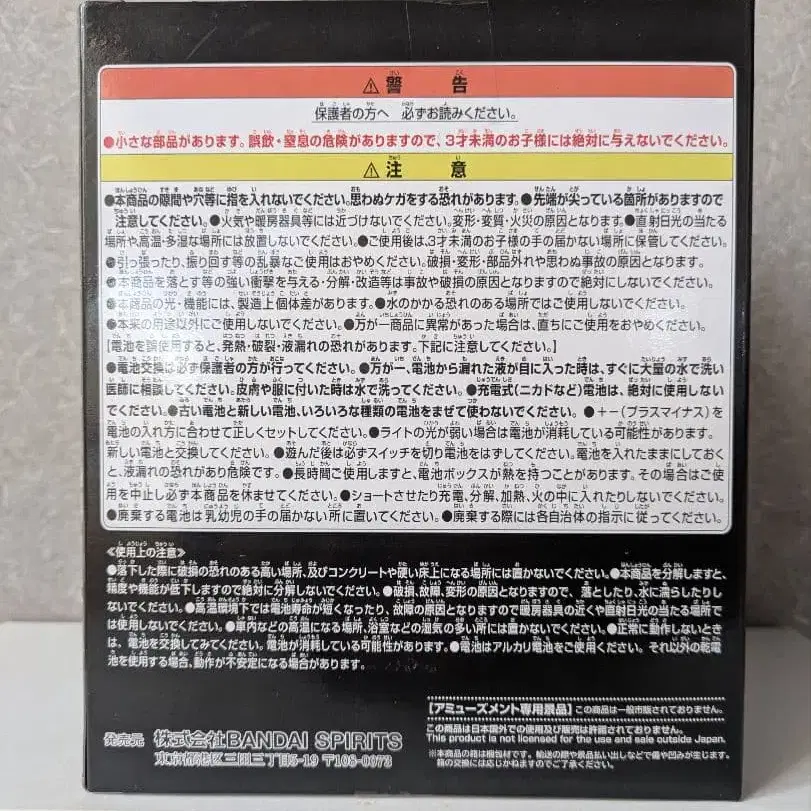 ⚠警告
保護者の方へ 必ずお読みください。
●小さな部品があります。誤飲・窒息の危険がありますので、3才未満のお子様には絶対に与えないでください。
⚠注意
●本商品の隙間や穴等に指を入れないでください。思わぬケガをする恐れがあります。●先端が尖っている箇所がありますので
注意してください。●火気や暖房器具等には近づけないでください。変形・変質・火災の原因となります。●直射日光の当たる
場所や、高温・多湿な場所には放置しないでください。●ご使用後は、3才未満のお子様の手の届かない場所に保管してください。
●引っ張ったり、振り回す等の乱暴なご使用はおやめください。破損・変形・部品外れや思わぬ事故の原因となります。
●本商品を落とす等の強い衝撃を与える・分解・改造等は事故や破損の原因となりますので絶対にしないでください。
●本商品の光・機能には、製造上個体差があります。●水のかかる恐れのある場所ではご使用しないでください。
●本来の用途以外にご使用しないでください。●万が一商品に異常があった場合は、直ちにご使用をおやめください。
【電池を誤使用すると、発熱・破裂・液漏れの恐れがあります。下記に注意してください。】
●電池交換は必ず保護者の方が行ってください。●万が一、電池から漏れた液が目に入った時は、すぐに大量の水で洗い
医師に相談してください。皮膚や服に付いた時は水で洗ってください。●充電式(ニカドなど)電池は、絶対に使用し
ないでください。●古い電池と新しい電池、いろいろな種類の電池をまぜて使わないでください。●+-(プラスマイナス)を
電池の入れ方に合わせて正しくセットしてください。●ライトの光が弱い場合は電池が消耗している可能性があります。
新しい電池と交換してください。●遊んだ後は必ずスイッチを切り電池をはずしてください。電池を入れたままにしておく
と、液漏れの恐れがあり危険です。●長時間ご使用しますと、電池ボックスが熱を持つことがあります。その場合はご使
用を中止し必ず本商品を休ませてください。●ショートさせたり充電、分解、加熱、火の中に入れたりしないでください。
●廃棄する電池は乳幼児の手の届かない所に置いてください。●廃棄する際には各自治体の指示に従ってください。
≪使用上の注意≫
●落下した際に破損の恐れのある高い場所、及びコンクリートや硬い床上になる場所には置かないでください。●本商品を分解しますと、
精度や機能が低下しますので絶対に分解しないでください。●破損、故障、変形の原因となりますので、落としたり、水に濡らしたりし
ないでください。●高温環境下では電池寿命が短くなったり、故障の原因となりますので暖房器具の近くや直射日光の当たる場所で
は使用しないでください。●車内などの高温になる場所、浴室などの湿気の多い所には置かないでください。●正常に動作しないとき
は、電池を交換してみてください。電池が消耗している可能性があります。●電池はアルカリ電池をご使用ください。それ以外の乾電
池を使用する場合、動作が不安定になる場合があります。
【アミューズメント専用景品】この商品は一般市販されておりません。
この商品は日本国外での使用及び販売は許諾されておりません。
This product is not licensed for the use and sale outside Japan.
※本商品の箱は梱包材です。輸送の際や景品払い出しなどで傷や凹みが生じます。
箱の交換には応じかねますのでご了承ください。
発売元 株式会社BANDAI SPIRITS
東京都港区三田三丁目5-19 〒108-0073